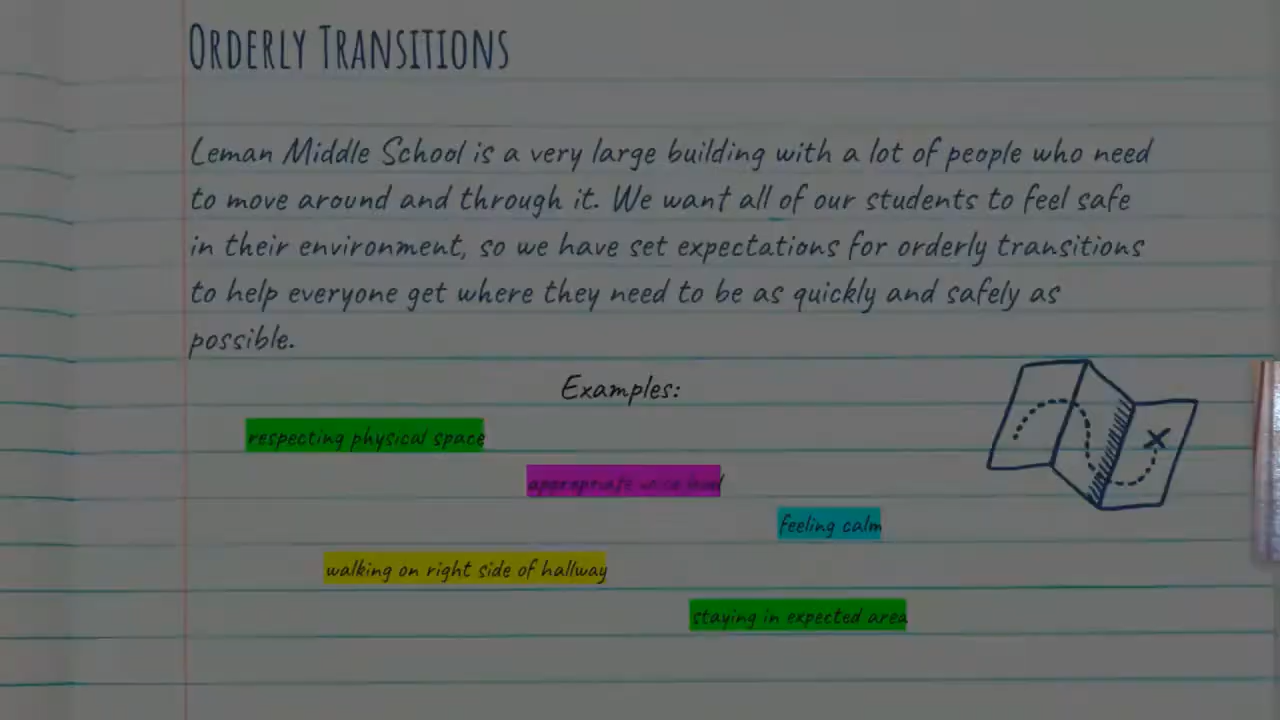 ORDERLY TRANSITIONS
Leman Middle School is a very large building with a lot of people who need
to move around and through it. We want all of our students to feel safe
in their environment, so we have set expectations for orderly transitions
to help everyone get where they need to be as quickly and safely as
possible.
Examples:
respecting physical space
appropriate voice level
feeling calm
walking on right side of hallway
staying in expected area